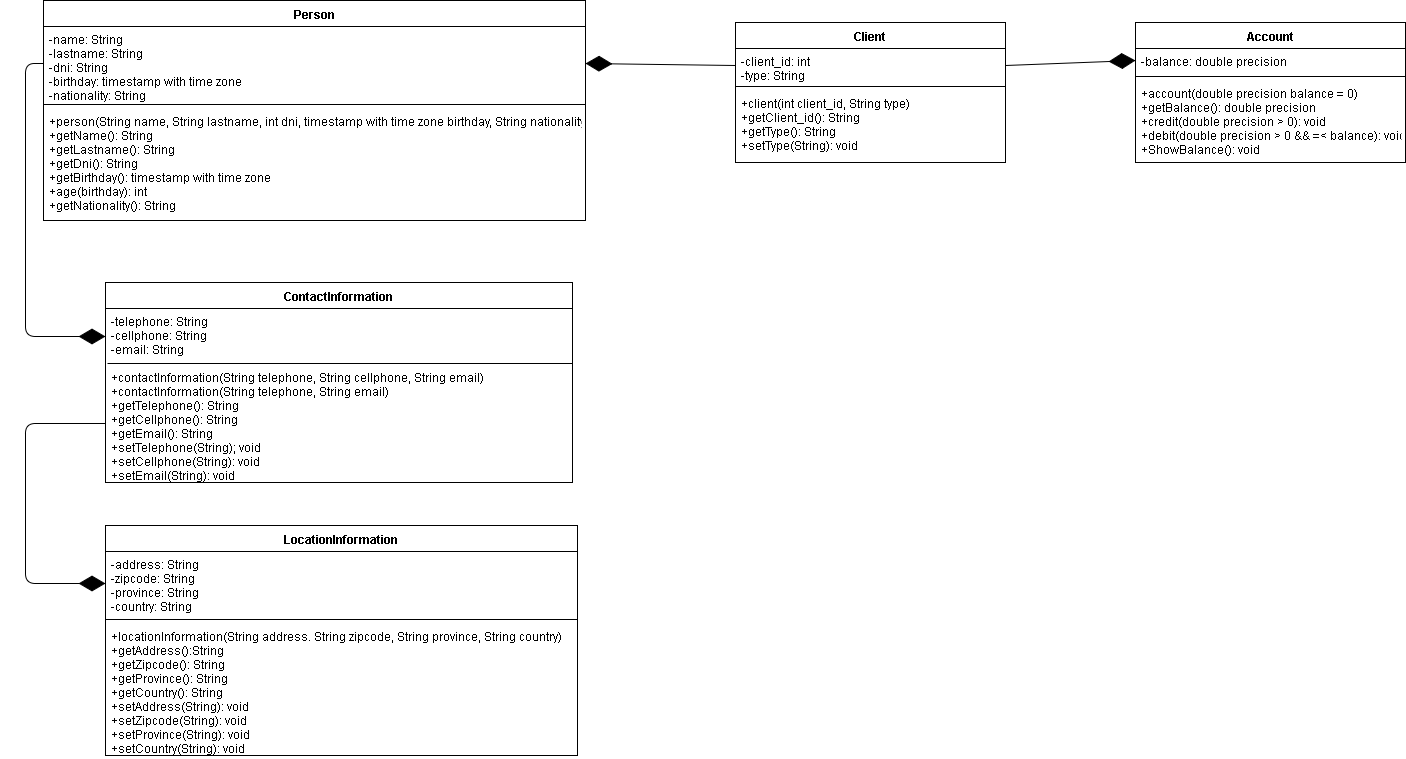 Person
-name: String
-lastname: String
-dni: String
-birthday: timestamp with time zone
-nationality: String
+person(String name, String lastname, int dni, timestamp with time zone birthday, String nationality
+getName(): String
+getLastname(): String
+getDni(): String
+getBirthday(): timestamp with time zone
+age(birthday): int
+getNationality(): String
Client
-client_id: int
-type: String
+client(int client_id, String type)
+getClient_id(): String
+getType(): String
+setType(String): void
Account
-balance: double precision
+account(double precision balance = 0)
+getBalance(): double precision
+credit(double precision > 0): void
+debit(double precision > 0 && =< balance): void
+ShowBalance(): void
ContactInformation
-telephone: String
-cellphone: String
-email: String
+contactInformation(String telephone, String cellphone, String email)
+contactInformation(String telephone, String email)
+getTelephone(): String
+getCellphone(): String
+getEmail(): String
+setTelephone(String); void
+setCellphone(String): void
+setEmail(String): void
LocationInformation
-address: String
-zipcode: String
-province: String
-country: String
+locationInformation(String address. String zipcode, String province, String country)
+getAddress():String
+getZipcode(): String
+getProvince(): String
+getCountry(): String
+setAddress(String): void
+setZipcode(String): void
+setProvince(String): void
+setCountry(String): void